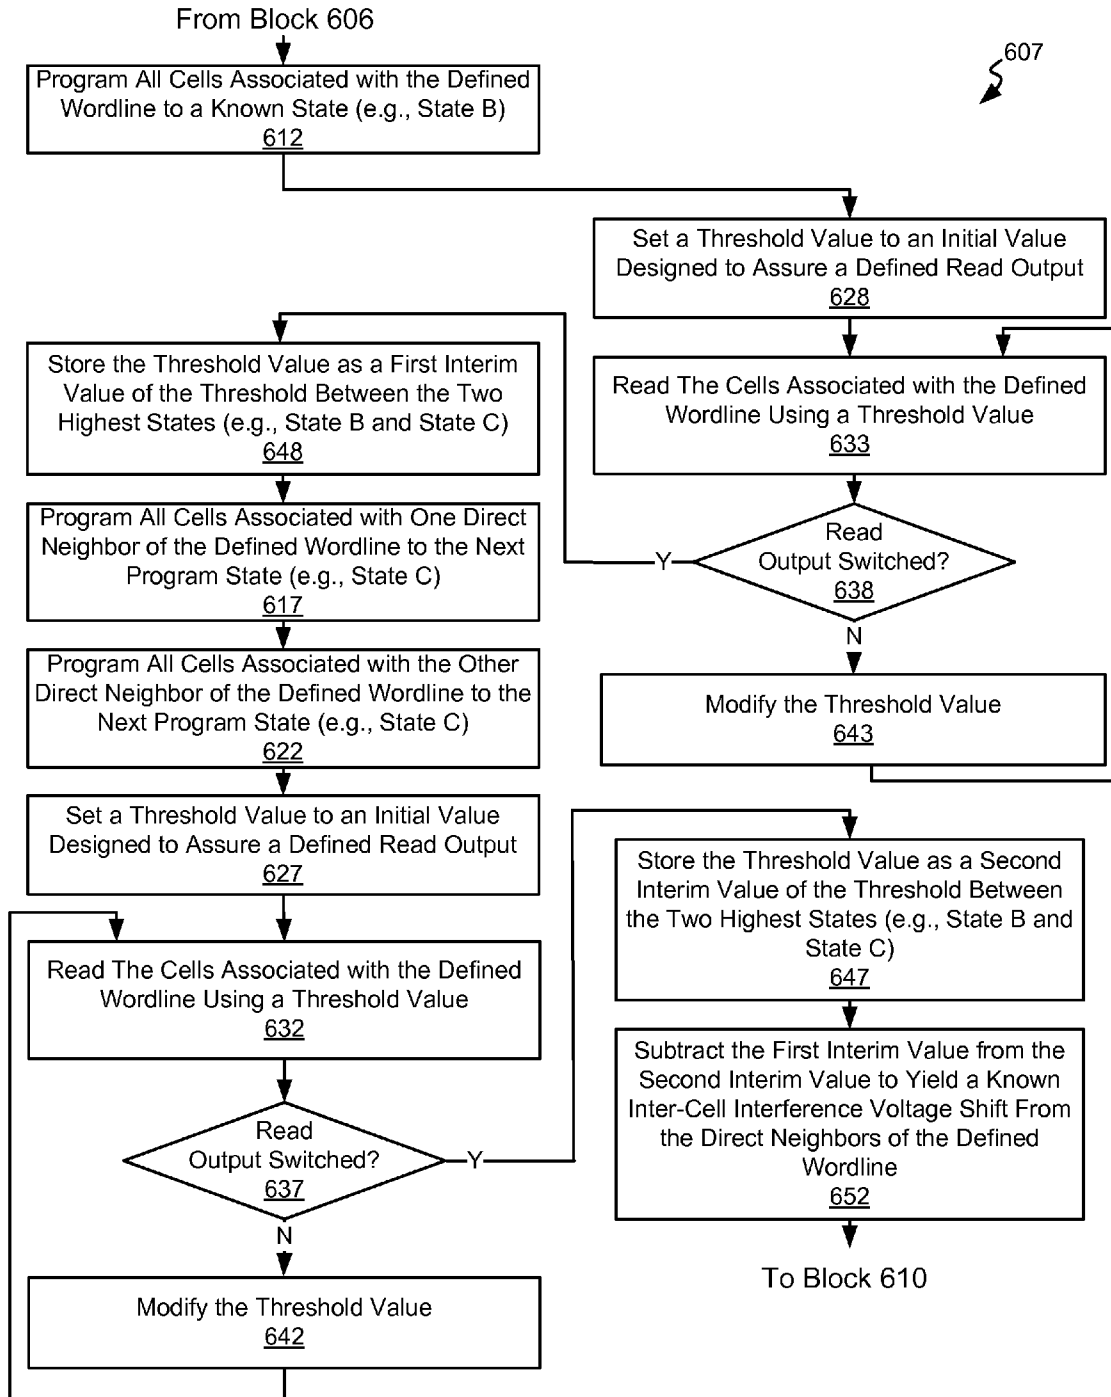 From Block 606
607
Program All Cells Associated with the Defined
Wordline to a Known State (e.g., State B)
612
Set a Threshold Value to an Initial Value
Designed to Assure a Defined Read Output
628
Read The Cells Associated with the Defined
Wordline Using a Threshold Value
633
Read
Output Switched?
638
Y
N
Modify the Threshold Value
643
Store the Threshold Value as a First Interim
Value of the Threshold Between the Two
Highest States (e.g., State B and State C)
648
Program All Cells Associated with One Direct
Neighbor of the Defined Wordline to the Next
Program State (e.g., State C)
617
Program All Cells Associated with the Other
Direct Neighbor of the Defined Wordline to the
Next Program State (e.g., State C)
622
Set a Threshold Value to an Initial Value
Designed to Assure a Defined Read Output
627
Read The Cells Associated with the Defined
Wordline Using a Threshold Value
632
Read
Output Switched?
637
Y
N
Modify the Threshold Value
642
Store the Threshold Value as a Second
Interim Value of the Threshold Between
the Two Highest States (e.g., State B and
State C)
647
Subtract the First Interim Value from the
Second Interim Value to Yield a Known
Inter-Cell Interference Voltage Shift From
the Direct Neighbors of the Defined
Wordline
652
To Block 610